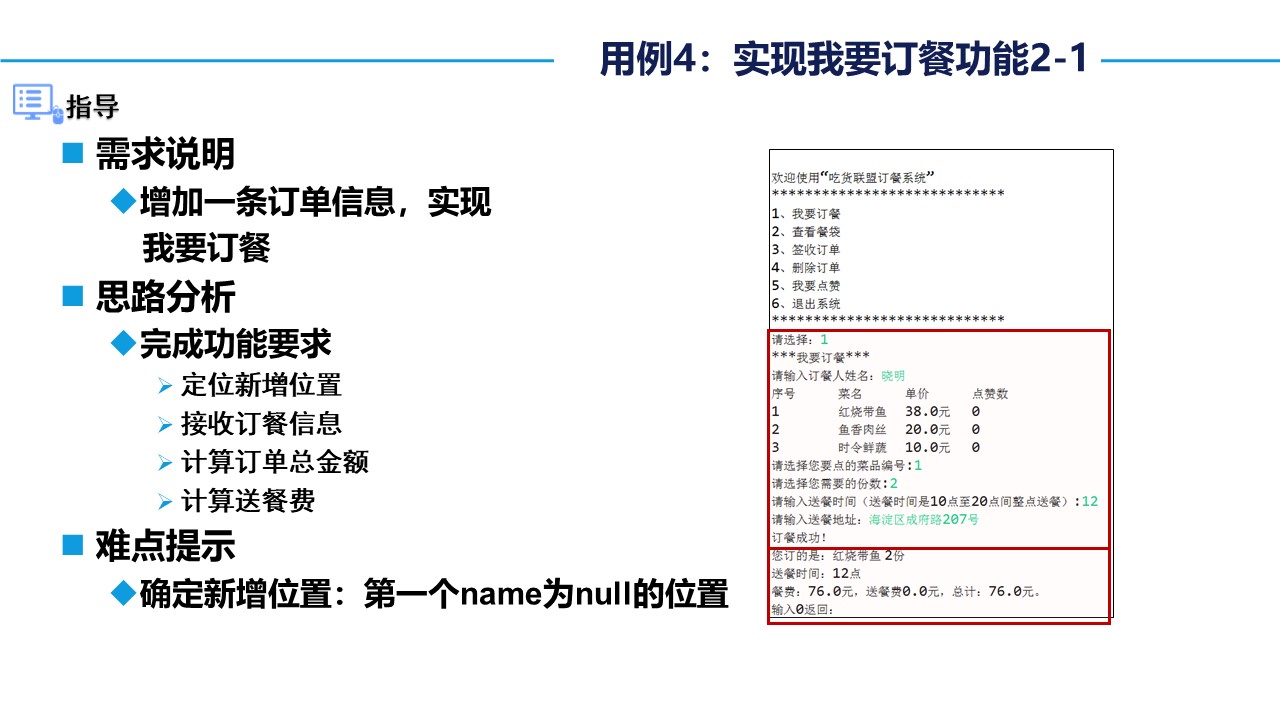 用例4：实现我要订餐功能2-1
指导
需求说明
增加一条订单信息，实现
我要订餐
思路分析
完成功能要求
定位新增位置
接收订餐信息
计算订单总金额
计算送餐费
难点提示
确定新增位置：第一个name为null的位置
欢迎使用“吃货联盟订餐系统”
****************************
1、我要订餐
2、查看餐袋
3、签收订单
4、删除订单
5、我要点赞
6、退出系统
****************************
请选择：1
***我要订餐***
请输入订餐人姓名：晓明
序号 菜名 单价 点赞数
1 红烧带鱼 38.0元 0
2 鱼香肉丝 20.0元 0
3 时令鲜蔬 10.0元 0
请选择您要点的菜品编号:1
请选择您需要的份数:2
请输入送餐时间（送餐时间是10点至20点间整点送餐）:12
请输入送餐地址：海淀区成府路207号
订餐成功！
您订的是：红烧带鱼 2份
送餐时间：12点
餐费：76.0元，送餐费0.0元，总计：76.0元。
输入0返回：